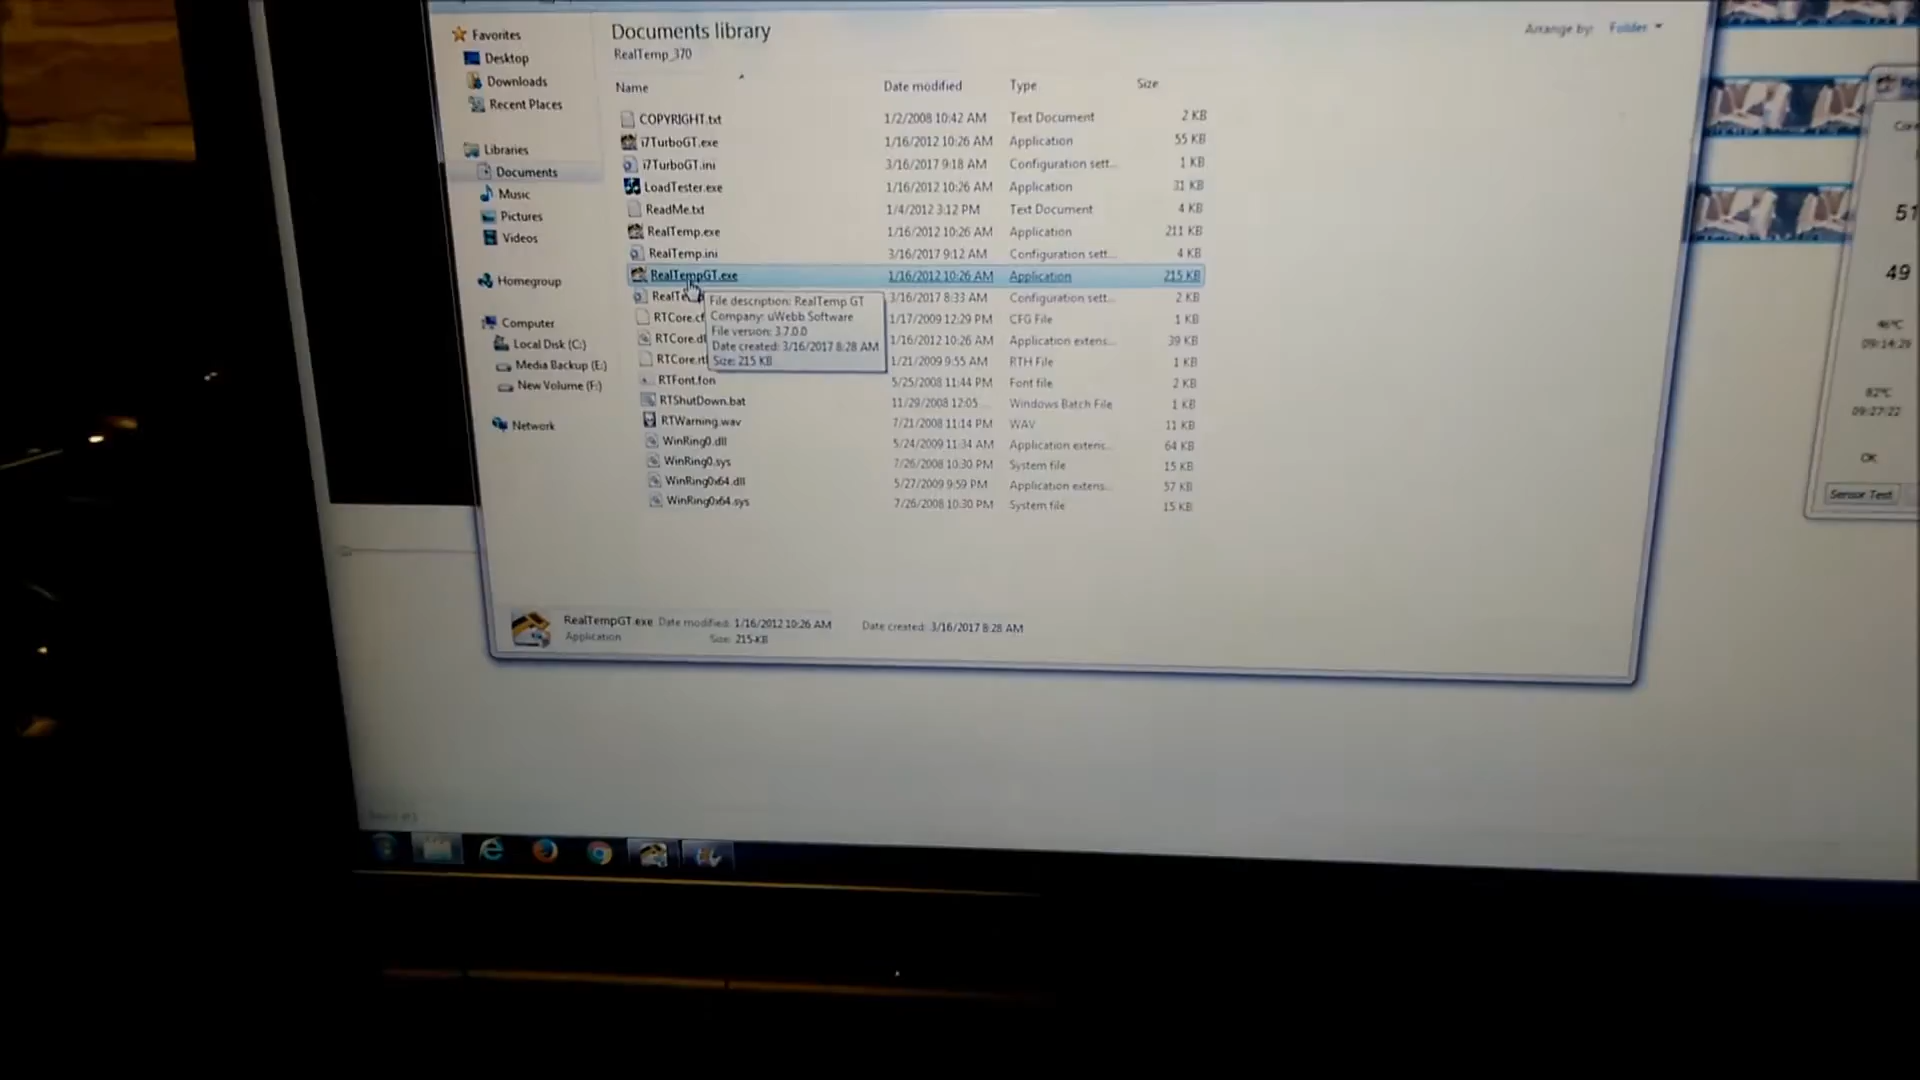 Favorites
Desktop
Downloads
Recent Places
Libraries
Documents
Music
Pictures
Videos
Homegroup
Computer
Local Disk (C:)
Media Backup (E:)
New Volume (F:)
Network
Documents library
RealTemp_370
Arrange by: Folder
Name Date modified Type Size
COPYRIGHT.txt 1/2/2008 10:42 AM Text Document 2 KB
i7TurboGT.exe 1/16/2012 10:26 AM Application 55 KB
i7TurboGT.ini 3/16/2017 9:18 AM Configuration sett... 1 KB
LoadTester.exe 1/16/2012 10:26 AM Application 31 KB
ReadMe.txt 1/4/2012 3:12 PM Text Document 4 KB
RealTemp.exe 1/16/2012 10:26 AM Application 211 KB
RealTemp.ini 3/16/2017 9:12 AM Configuration sett... 4 KB
RealTempGT.exe 1/16/2012 10:26 AM Application 215 KB
3/16/2017 8:33 AM Configuration sett... 2 KB
RTCore.cf 1/17/2009 12:29 PM CFG File 1 KB
RTCore.dl 1/16/2012 10:26 AM Application extens... 39 KB
RTCore.rt 1/21/2009 9:55 AM RTH File 1 KB
RTFont.fon 5/25/2008 11:44 PM Font file 2 KB
RTShutDown.bat 11/29/2008 12:05... Windows Batch File 1 KB
RTWarning.wav 7/21/2008 11:14 PM WAV 11 KB
WinRing0.dll 5/24/2009 11:34 AM Application extens... 64 KB
WinRing0.sys 7/26/2008 10:30 PM System file 15 KB
WinRing0x64.dll 5/27/2009 9:59 PM Application extens... 57 KB
WinRing0x64.sys 7/26/2008 10:30 PM System file 15 KB
File description: RealTemp GT
Company: uWebb Software
File version: 3.7.0.0
Date created: 3/16/2017 8:28 AM
Size: 215 KB
RealTempGT.exe Date modified: 1/16/2012 10:26 AM Date created: 3/16/2017 8:28 AM
Application Size: 215 KB
51
49
46°C
09:14:29
82°C
09:27:22
OK
Sensor Test